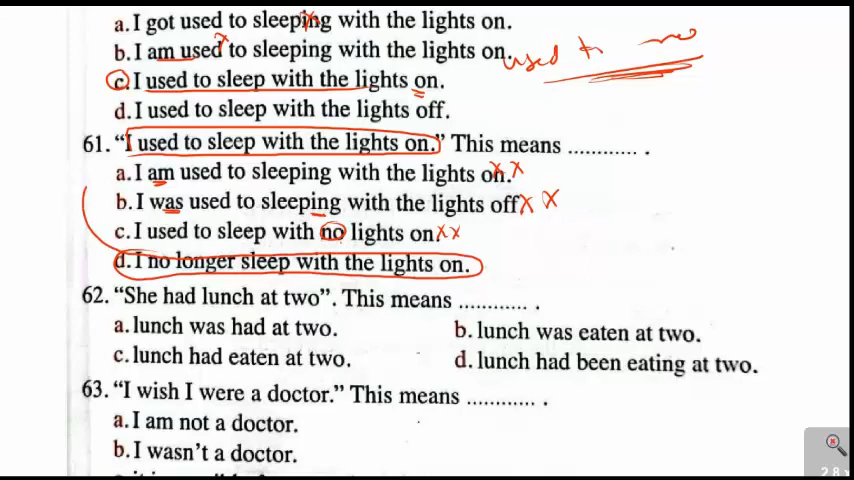 a. I got used to sleeping with the lights on.
b. I am used to sleeping with the lights on.
used to no
c. I used to sleep with the lights on.
d. I used to sleep with the lights off.
61. “I used to sleep with the lights on.” This means ............ .
a. I am used to sleeping with the lights on.
b. I was used to sleeping with the lights off
c. I used to sleep with no lights on.
d. I no longer sleep with the lights on.
62. “She had lunch at two”. This means ............ .
a. lunch was had at two. b. lunch was eaten at two.
c. lunch had eaten at two. d. lunch had been eating at two.
63. “I wish I were a doctor.” This means ............ .
a. I am not a doctor.
b. I wasn't a doctor.
2.8 x